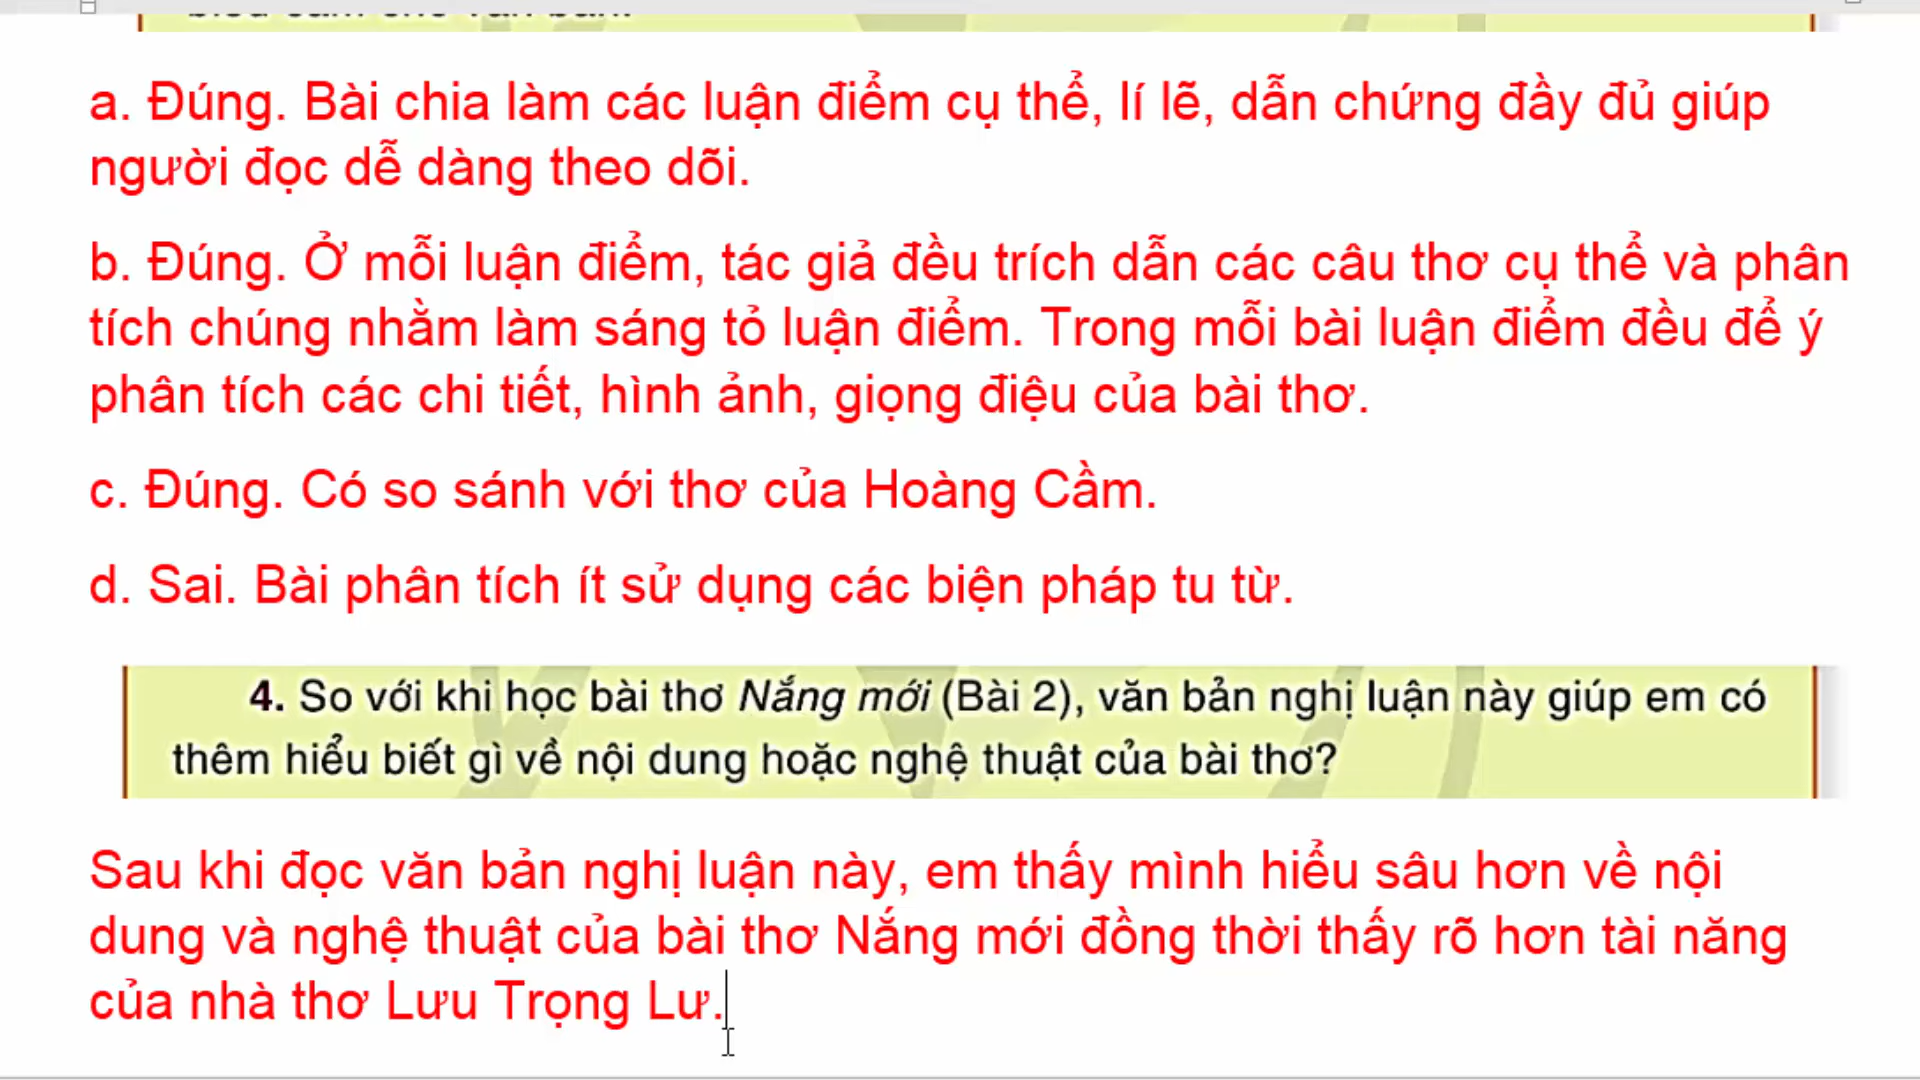 a. Đúng. Bài chia làm các luận điểm cụ thể, lí lẽ, dẫn chứng đầy đủ giúp
người đọc dễ dàng theo dõi.
b. Đúng. Ở mỗi luận điểm, tác giả đều trích dẫn các câu thơ cụ thể và phân
tích chúng nhằm làm sáng tỏ luận điểm. Trong mỗi bài luận điểm đều để ý
phân tích các chi tiết, hình ảnh, giọng điệu của bài thơ.
c. Đúng. Có so sánh với thơ của Hoàng Cầm.
d. Sai. Bài phân tích ít sử dụng các biện pháp tu từ.
4. So với khi học bài thơ Nắng mới (Bài 2), văn bản nghị luận này giúp em có
thêm hiểu biết gì về nội dung hoặc nghệ thuật của bài thơ?
Sau khi đọc văn bản nghị luận này, em thấy mình hiểu sâu hơn về nội
dung và nghệ thuật của bài thơ Nắng mới đồng thời thấy rõ hơn tài năng
của nhà thơ Lưu Trọng Lư.